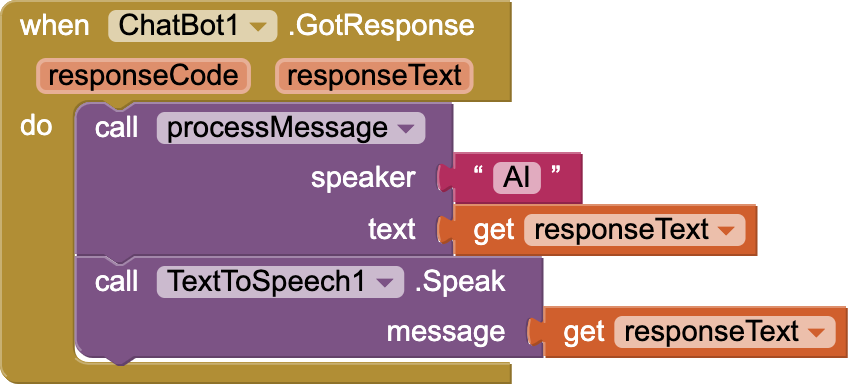 when ChatBot1 .GotResponse
responseCode responseText
do call processMessage
speaker “ AI ”
text get responseText
call TextToSpeech1 .Speak
message get responseText